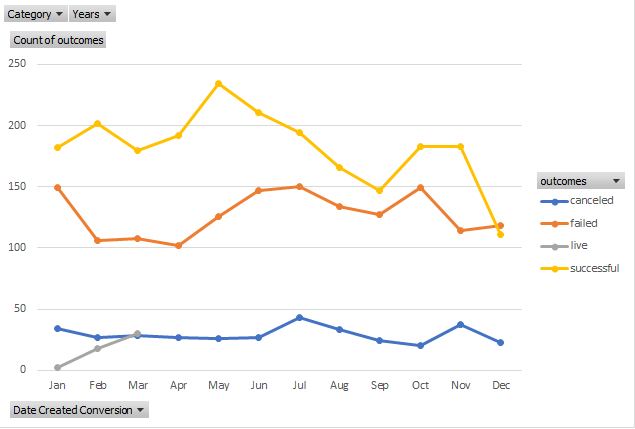 Category Years
Count of outcomes
250
200
150
100
50
0
Jan Feb Mar Apr May Jun Jul Aug Sep Oct Nov Dec
outcomes
canceled
failed
live
successful
Date Created Conversion